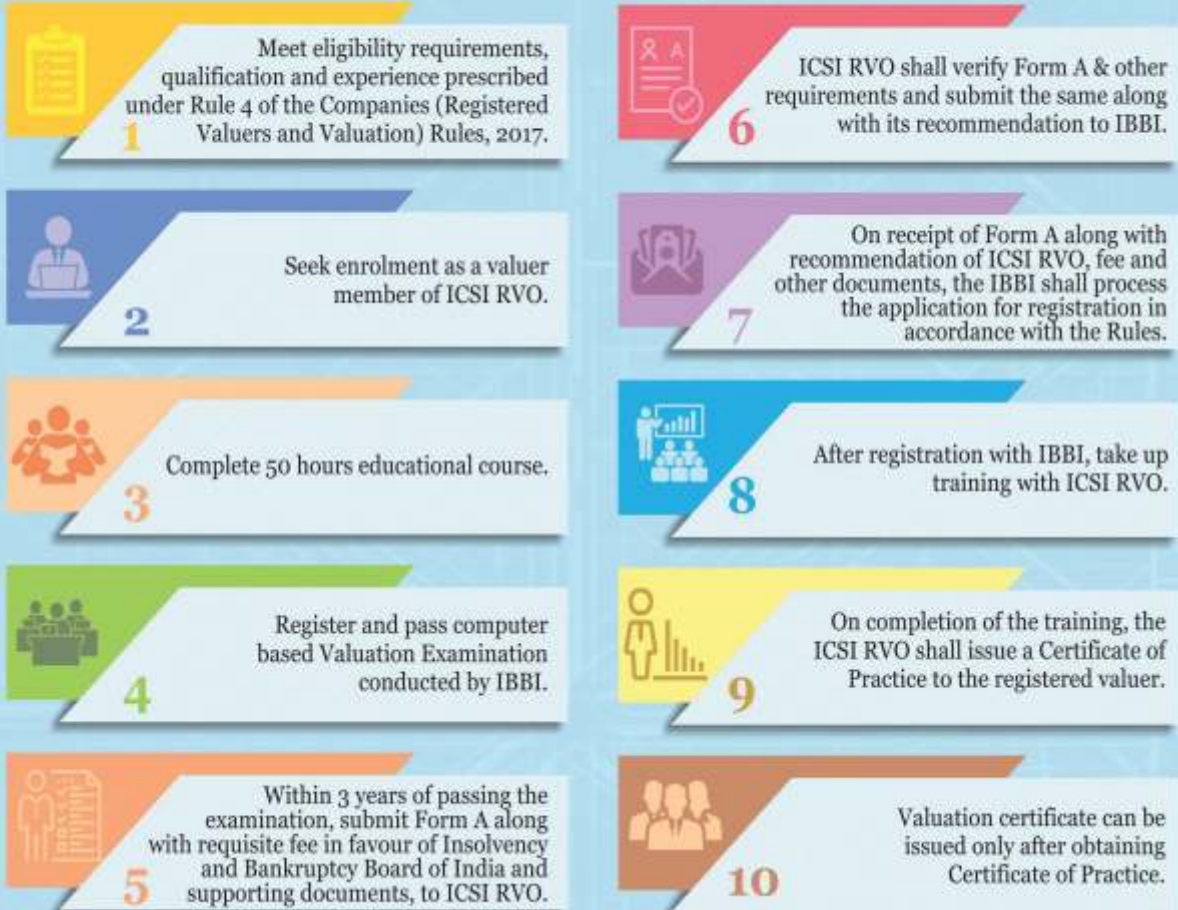 Meet eligibility requirements,
qualification and experience prescribed
under Rule 4 of the Companies (Registered
Valuers and Valuation) Rules, 2017.
1
Seek enrolment as a valuer
member of ICSI RVO.
2
Complete 50 hours educational course.
3
Register and pass computer
based Valuation Examination
conducted by IBBI.
4
Within 3 years of passing the
examination, submit Form A along
with requisite fee in favour of Insolvency
and Bankruptcy Board of India and
supporting documents, to ICSI RVO.
5
ICSI RVO shall verify Form A & other
requirements and submit the same along
with its recommendation to IBBI.
6
On receipt of Form A along with
recommendation of ICSI RVO, fee and
other documents, the IBBI shall process
the application for registration in
accordance with the Rules.
7
After registration with IBBI, take up
training with ICSI RVO.
8
On completion of the training, the
ICSI RVO shall issue a Certificate of
Practice to the registered valuer.
9
Valuation certificate can be
issued only after obtaining
Certificate of Practice.
10